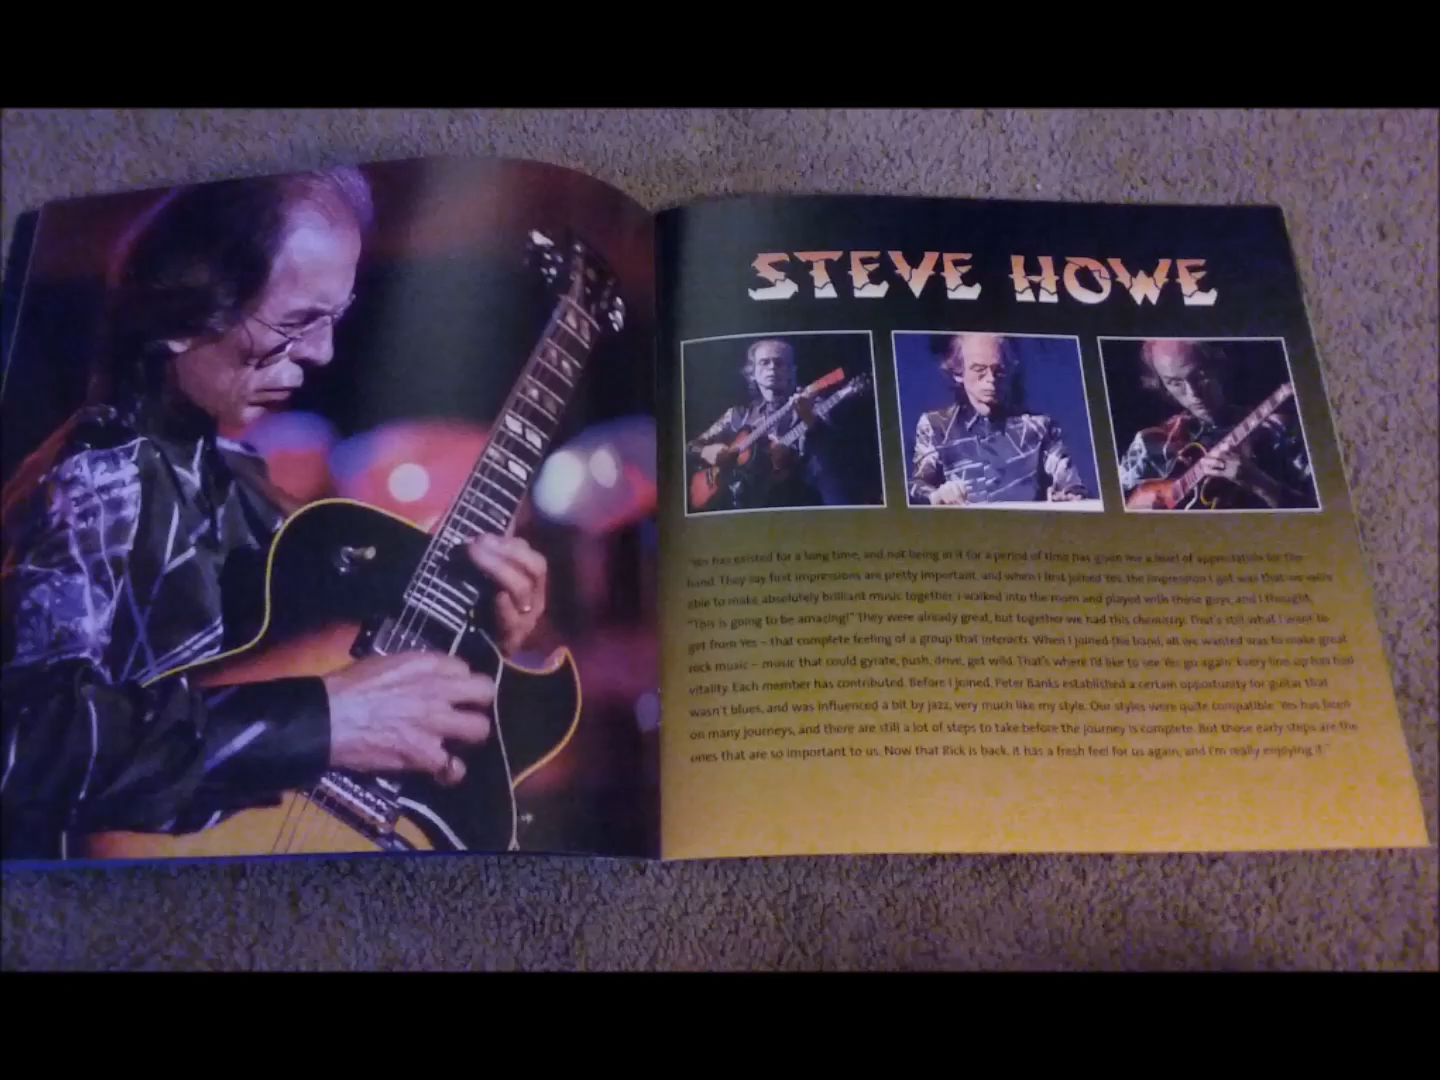 STEVE HOWE
"Yes has existed for a long time, and not being in it for a period of time has given me a level of appreciation for the
band. They say first impressions are pretty important, and when I first joined Yes, the impression I got was that we were
able to make absolutely brilliant music together. I walked into the room and played with these guys, and I thought,
"This is going to be amazing!" They were already great, but together we had this chemistry. That's still what I want to
get from Yes – that complete feeling of a group that interacts. When I joined the band, all we wanted was to make great
rock music – music that could gyrate, push, drive, get wild. That's where I'd like to see Yes go again. Every line-up has had
vitality. Each member has contributed. Before I joined, Peter Banks established a certain opportunity for guitar that
wasn't blues, and was influenced a bit by jazz, very much like my style. Our styles were quite compatible. Yes has been
on many journeys, and there are still a lot of steps to take before the journey is complete. But those early steps are the
ones that are so important to us. Now that Rick is back, it has a fresh feel for us again, and I'm really enjoying it."